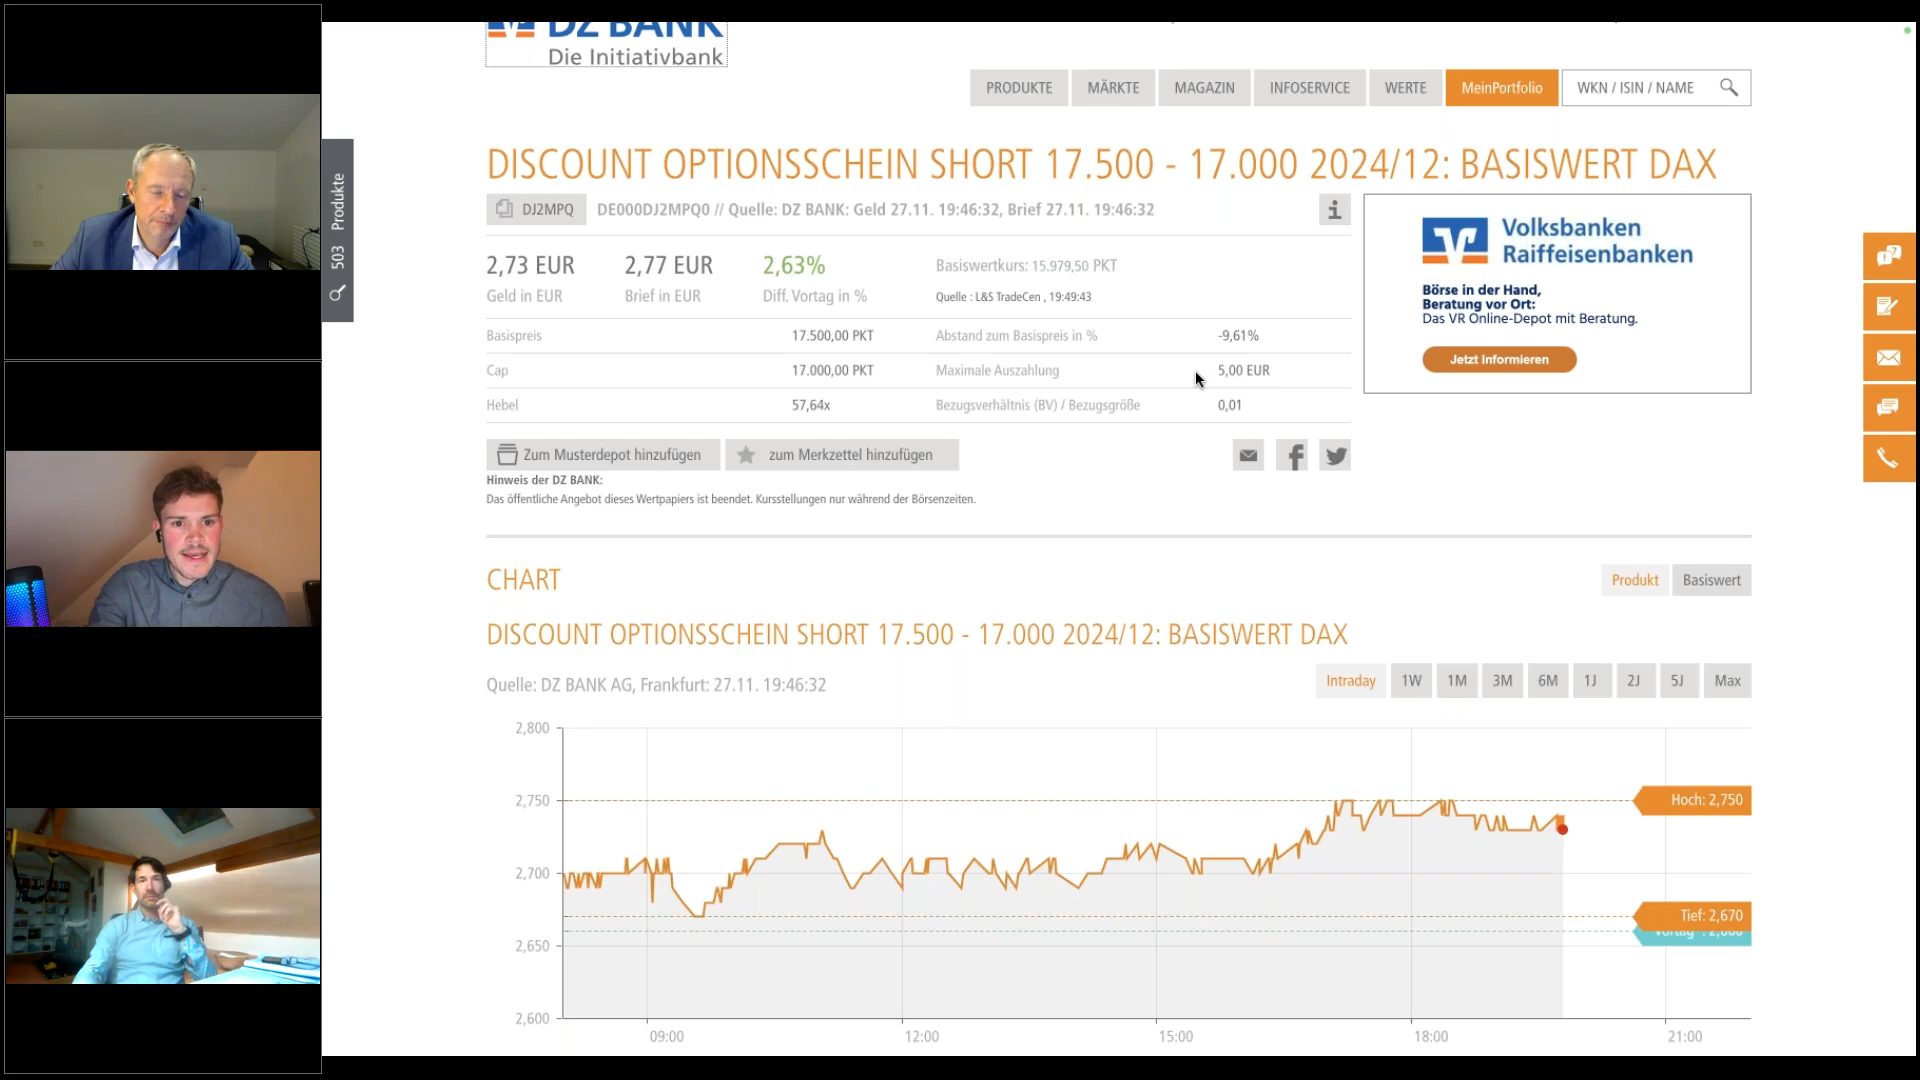 DZ BANK
Die Initiativbank
PRODUKTE
MÄRKTE
MAGAZIN
INFOSERVICE
WERTE
MeinPortfolio
WKN / ISIN / NAME
503 Produkte
DISCOUNT OPTIONSSCHEIN SHORT 17.500 - 17.000 2024/12: BASISWERT DAX
DJ2MPQ
DE000DJ2MPQ0 // Quelle: DZ BANK: Geld 27.11. 19:46:32, Brief 27.11. 19:46:32
2,73 EUR
2,77 EUR
2,63%
Basiswertkurs: 15.979,50 PKT
Geld in EUR
Brief in EUR
Diff. Vortag in %
Quelle : L&S TradeCen , 19:49:43
Basispreis
17.500,00 PKT
Abstand zum Basispreis in %
-9,61%
Cap
17.000,00 PKT
Maximale Auszahlung
5,00 EUR
Hebel
57,64x
Bezugsverhältnis (BV) / Bezugsgröße
0,01
Volksbanken
Raiffeisenbanken
Börse in der Hand,
Beratung vor Ort:
Das VR Online-Depot mit Beratung.
Jetzt Informieren
Zum Musterdepot hinzufügen
zum Merkzettel hinzufügen
Hinweis der DZ BANK:
Das öffentliche Angebot dieses Wertpapiers ist beendet. Kursstellungen nur während der Börsenzeiten.
CHART
Produkt
Basiswert
DISCOUNT OPTIONSSCHEIN SHORT 17.500 - 17.000 2024/12: BASISWERT DAX
Quelle: DZ BANK AG, Frankfurt: 27.11. 19:46:32
Intraday
1W
1M
3M
6M
1J
2J
5J
Max
2,800
2,750
2,700
2,650
2,600
Hoch: 2,750
Tief: 2,670
09:00
12:00
15:00
18:00
21:00